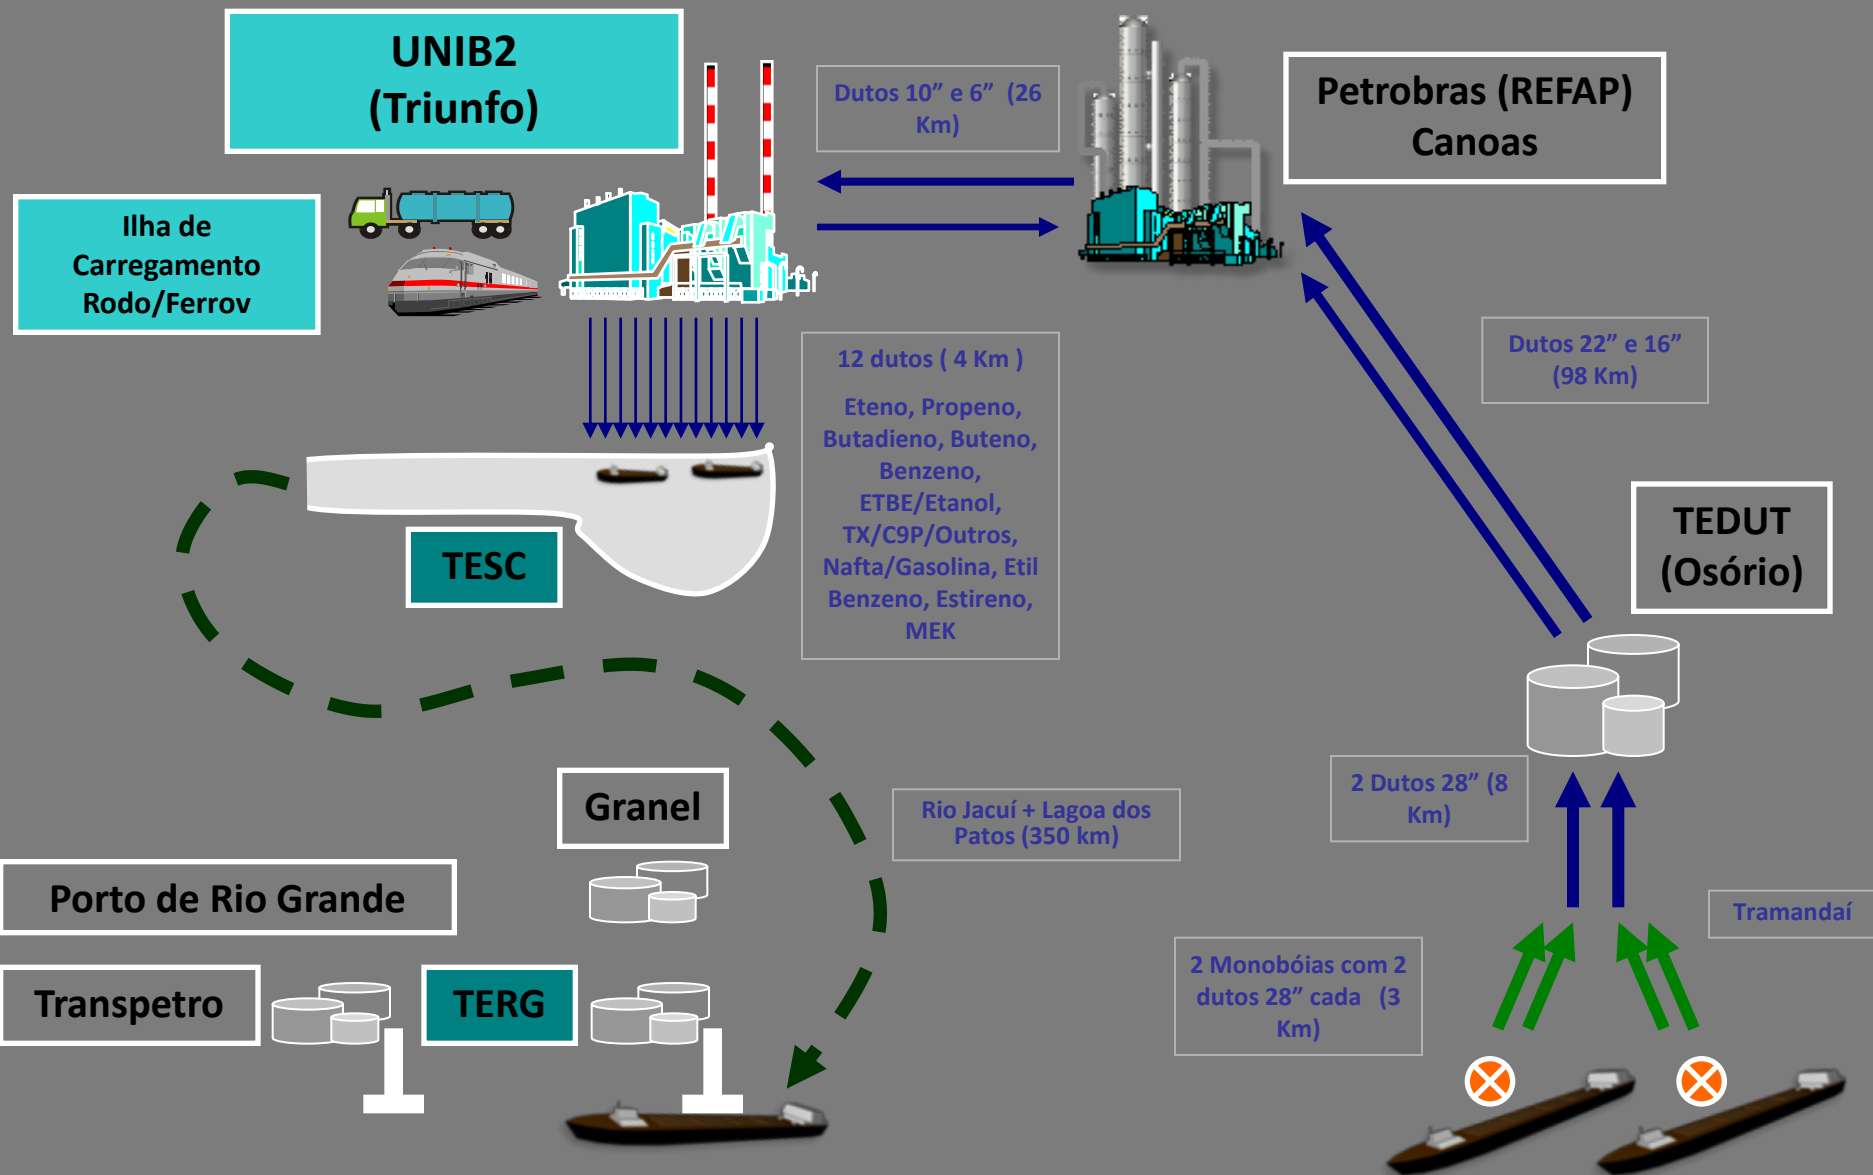 UNIB2
(Triunfo)
Dutos 10” e 6” (26
Km)
Petrobras (REFAP)
Canoas
Ilha de
Carregamento
Rodo/Ferrov
12 dutos ( 4 Km )
Eteno, Propeno,
Butadieno, Buteno,
Benzeno,
ETBE/Etanol,
TX/C9P/Outros,
Nafta/Gasolina, Etil
Benzeno, Estireno,
MEK
Dutos 22” e 16”
(98 Km)
TESC
TEDUT
(Osório)
Granel
Rio Jacuí + Lagoa dos
Patos (350 km)
2 Dutos 28” (8
Km)
Porto de Rio Grande
Tramandaí
Transpetro
TERG
2 Monobóias com 2
dutos 28” cada (3
Km)